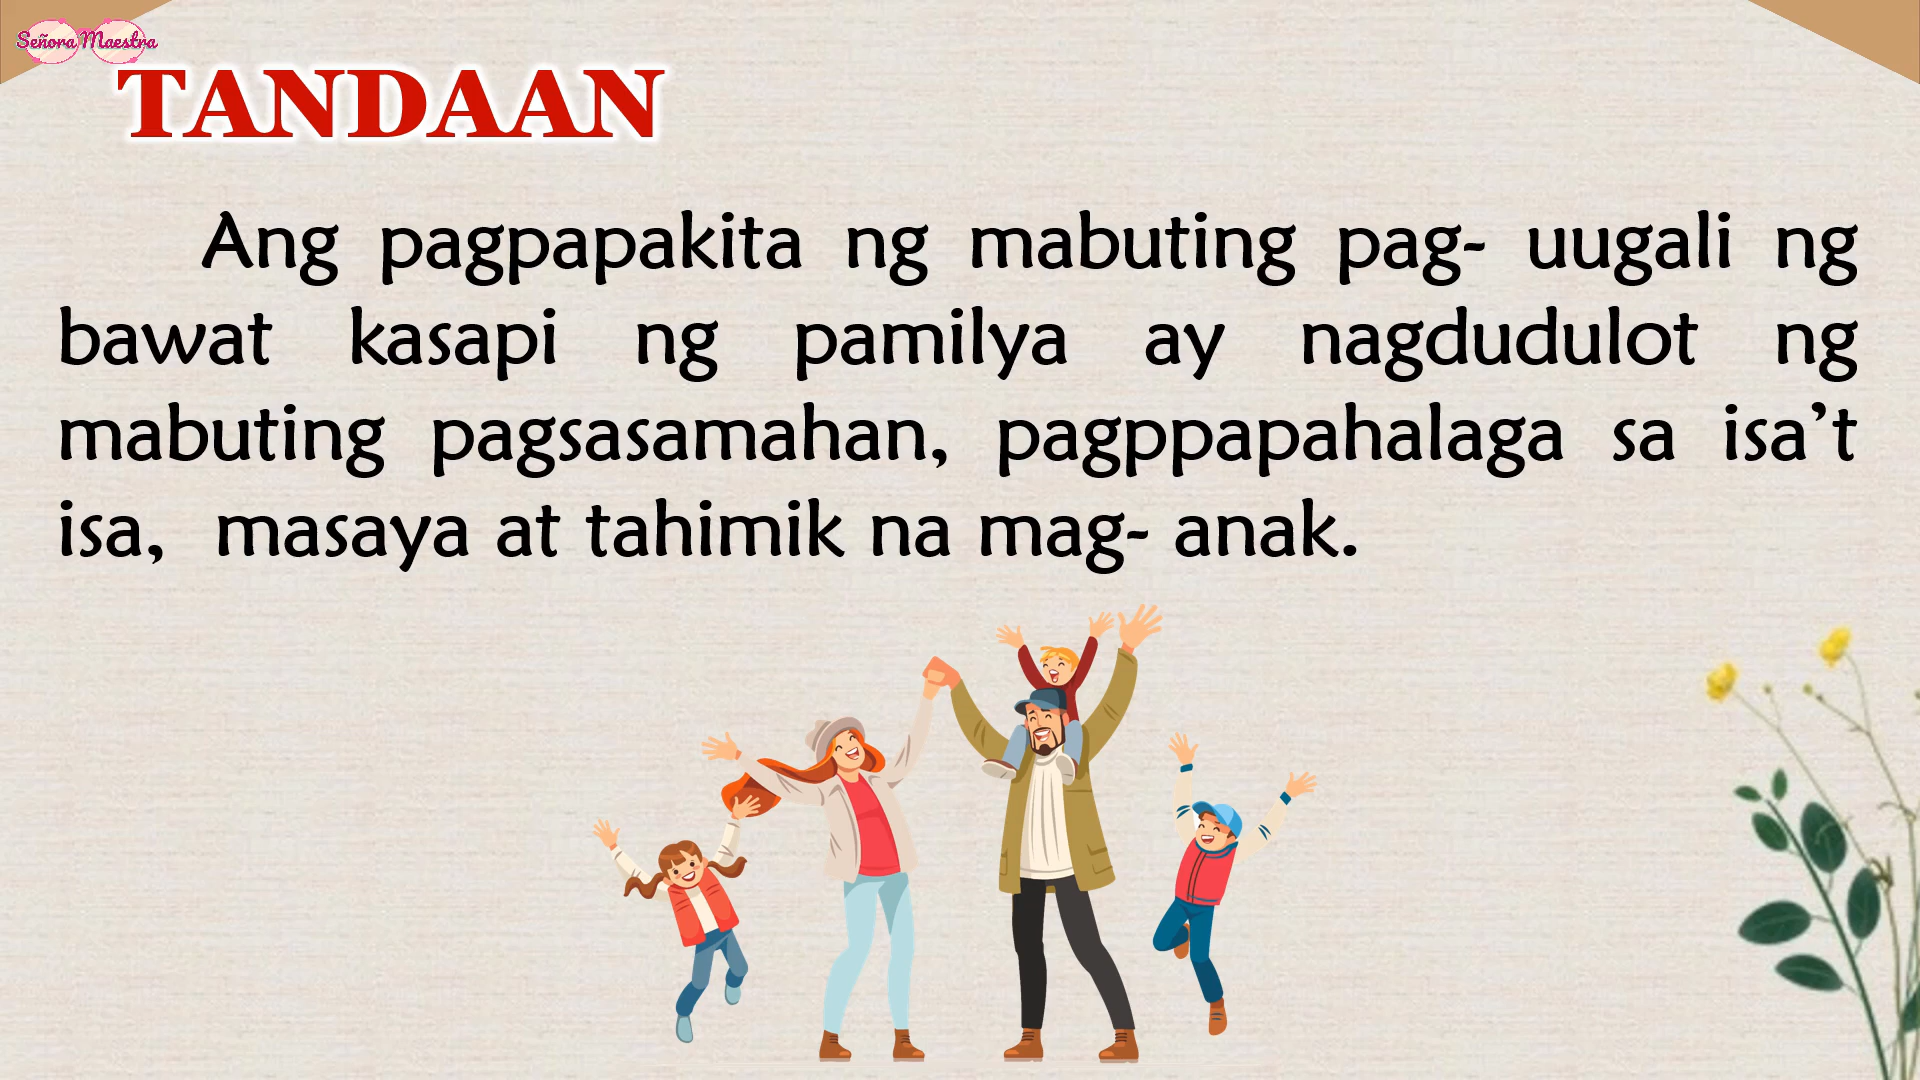 Señora Maestra
TANDAAN
Ang pagpapakita ng mabuting pag- uugali ng
bawat kasapi ng pamilya ay nagdudulot ng
mabuting pagsasamahan, pagppapahalaga sa isa’t
isa, masaya at tahimik na mag- anak.